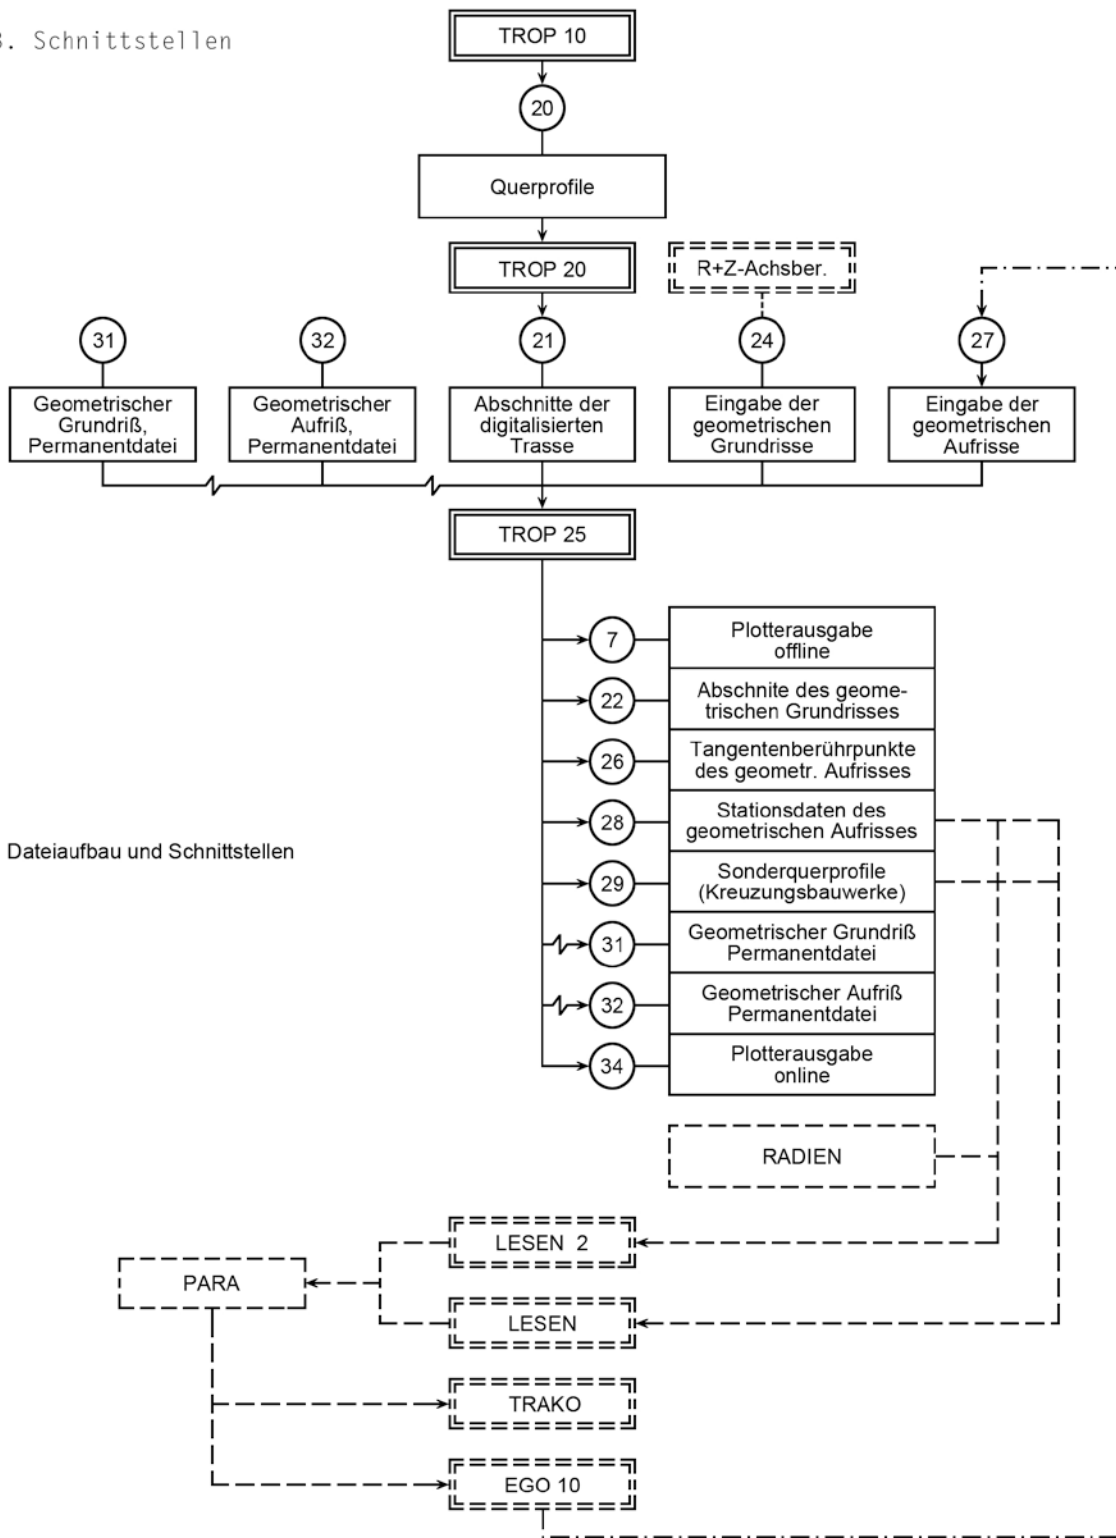 3. Schnittstellen
TROP 10
20
Querprofile
TROP 20
R+Z-Achsber.
31
32
21
24
27
Geometrischer
Grundriß,
Permanentdatei
Geometrischer
Aufriß,
Permanentdatei
Abschnitte der
digitalisierten
Trasse
Eingabe der
geometrischen
Grundrisse
Eingabe der
geometrischen
Aufrisse
TROP 25
7
Plotterausgabe
offline
22
Abschnite des geome-
trischen Grundrisses
26
Tangentenberührpunkte
des geometr. Aufrisses
28
Stationsdaten des
geometrischen Aufrisses
Dateiaufbau und Schnittstellen
29
Sonderquerprofile
(Kreuzungsbauwerke)
31
Geometrischer Grundriß
Permanentdatei
32
Geometrischer Aufriß
Permanentdatei
34
Plotterausgabe
online
RADIEN
LESEN 2
PARA
LESEN
TRAKO
EGO 10